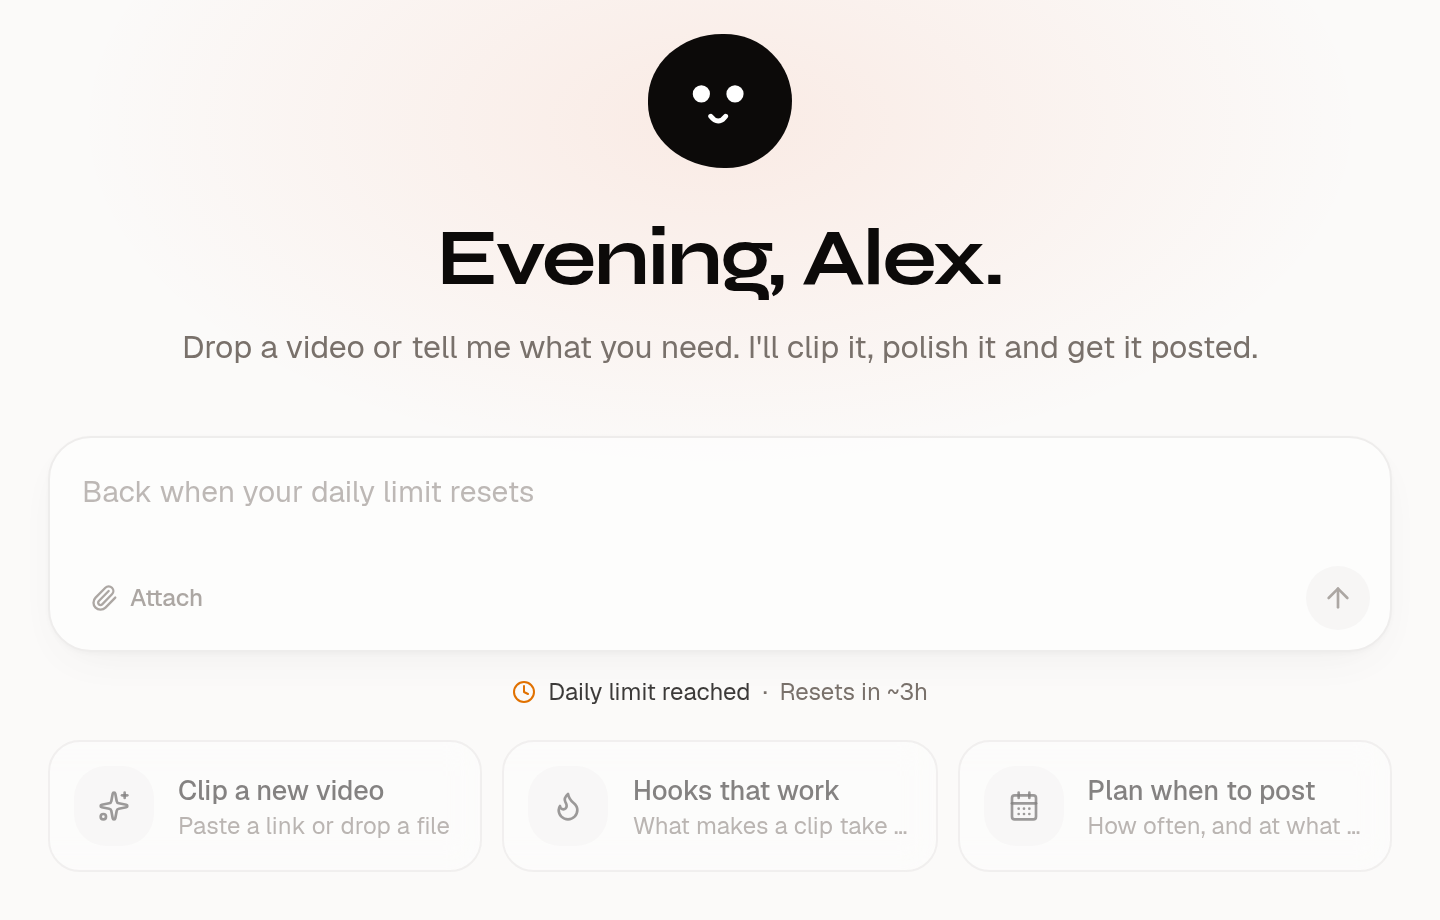 Evening, Alex.
Drop a video or tell me what you need. I'll clip it, polish it and get it posted.
Back when your daily limit resets
Attach
Daily limit reached · Resets in ~3h
Clip a new video
Paste a link or drop a file
Hooks that work
What makes a clip take ...
Plan when to post
How often, and at what ...